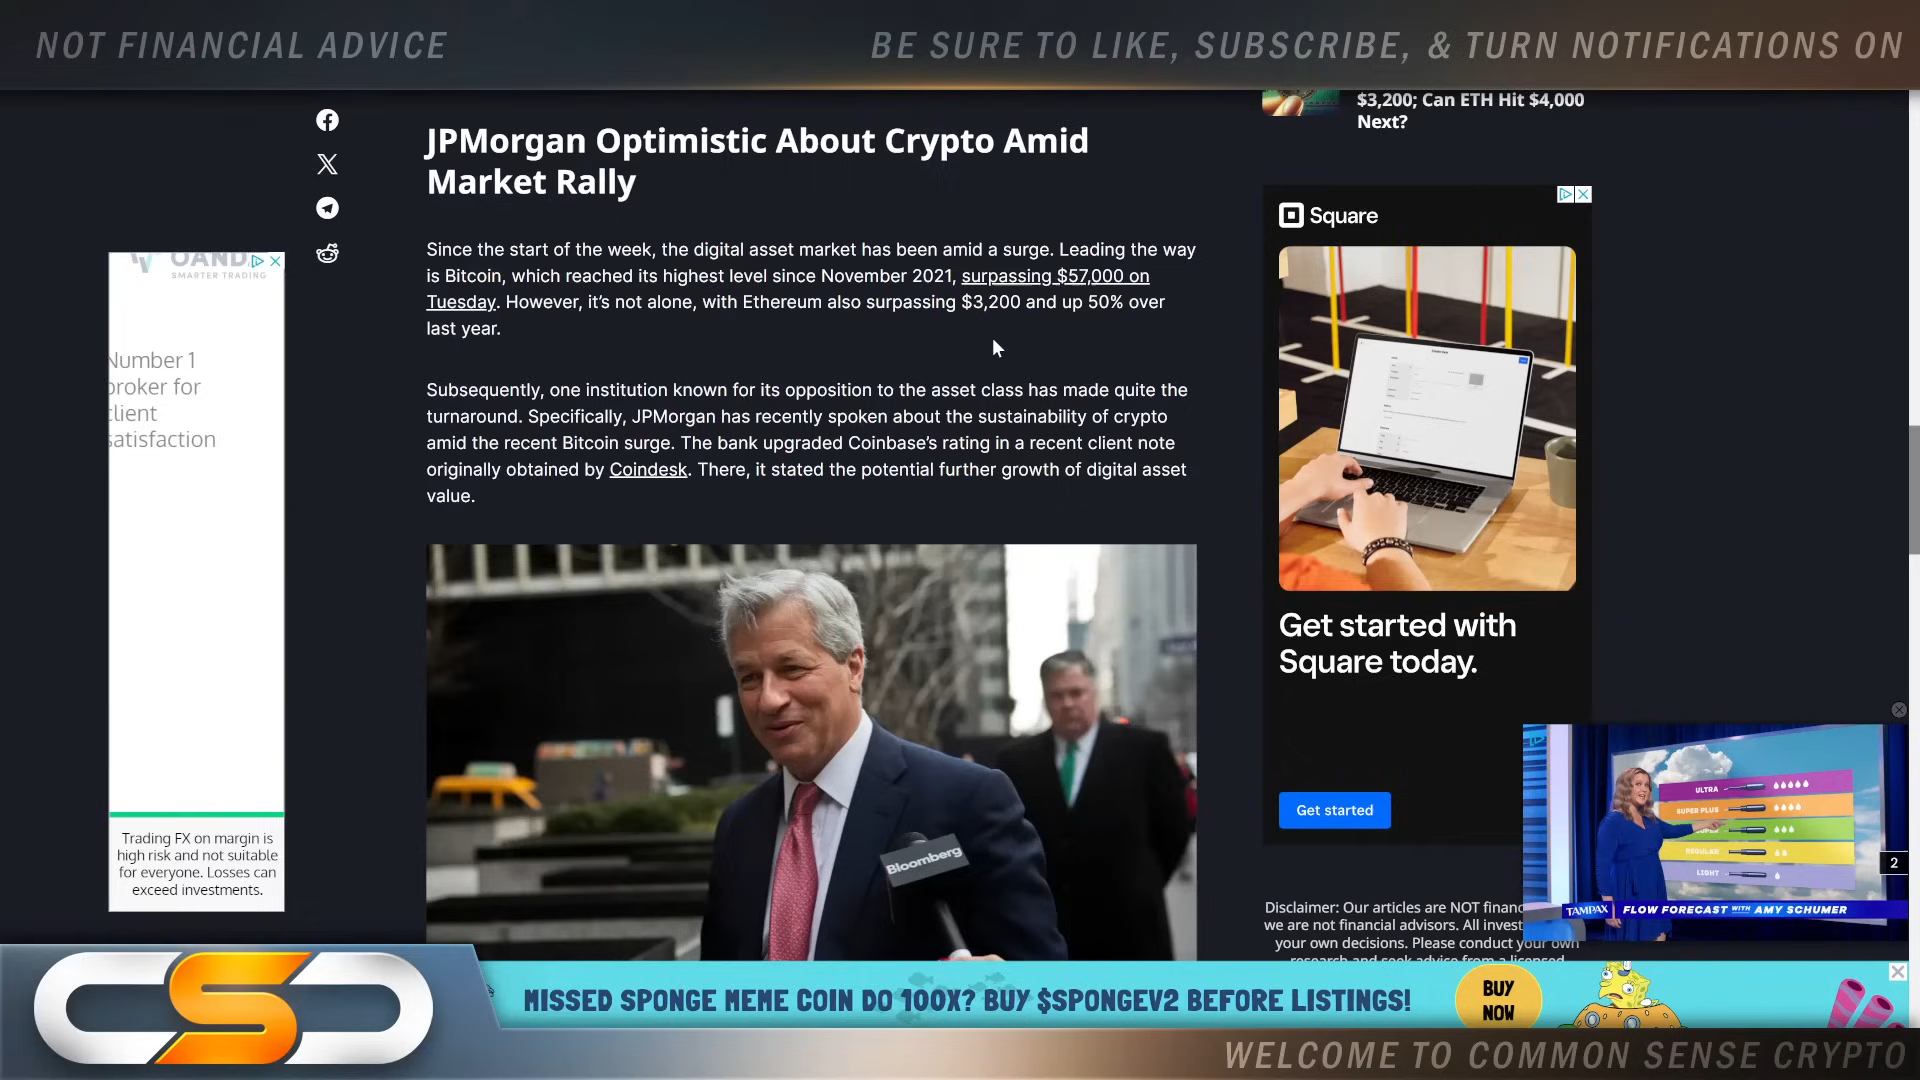 NOT FINANCIAL ADVICE
BE SURE TO LIKE, SUBSCRIBE, & TURN NOTIFICATIONS ON
$3,200; Can ETH Hit $4,000
Next?
JPMorgan Optimistic About Crypto Amid
Market Rally
Since the start of the week, the digital asset market has been amid a surge. Leading the way
is Bitcoin, which reached its highest level since November 2021, surpassing $57,000 on
Tuesday. However, it’s not alone, with Ethereum also surpassing $3,200 and up 50% over
last year.
Subsequently, one institution known for its opposition to the asset class has made quite the
turnaround. Specifically, JPMorgan has recently spoken about the sustainability of crypto
amid the recent Bitcoin surge. The bank upgraded Coinbase’s rating in a recent client note
originally obtained by Coindesk. There, it stated the potential further growth of digital asset
value.
Bloomberg
OANDA
SMARTER TRADING
Number 1
broker for
client
satisfaction
Trading FX on margin is
high risk and not suitable
for everyone. Losses can
exceed investments.
Square
Get started with
Square today.
Get started
ULTRA
SUPER PLUS
SUPER
REGULAR
LIGHT
2
TAMPAX FLOW FORECAST WITH AMY SCHUMER
Disclaimer: Our articles are NOT financ
we are not financial advisors. All invest
your own decisions. Please conduct your own
research and seek advice from a licensed
CSC
MISSED SPONGE MEME COIN DO 100X? BUY $SPONGEV2 BEFORE LISTINGS!
BUY
NOW
WELCOME TO COMMON SENSE CRYPTO